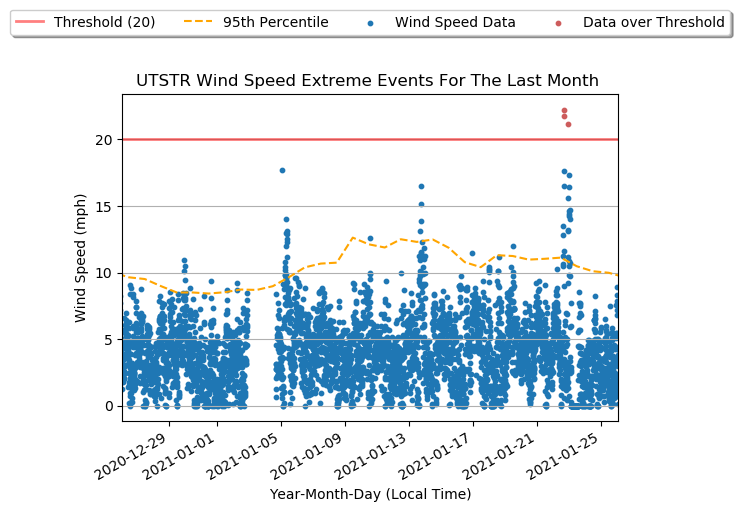 Threshold (20) 95th Percentile Wind Speed Data Data over Threshold
UTSTR Wind Speed Extreme Events For The Last Month
Wind Speed (mph)
20
15
10
5
0
2020-12-29 2021-01-01 2021-01-05 2021-01-09 2021-01-13 2021-01-17 2021-01-21 2021-01-25
Year-Month-Day (Local Time)